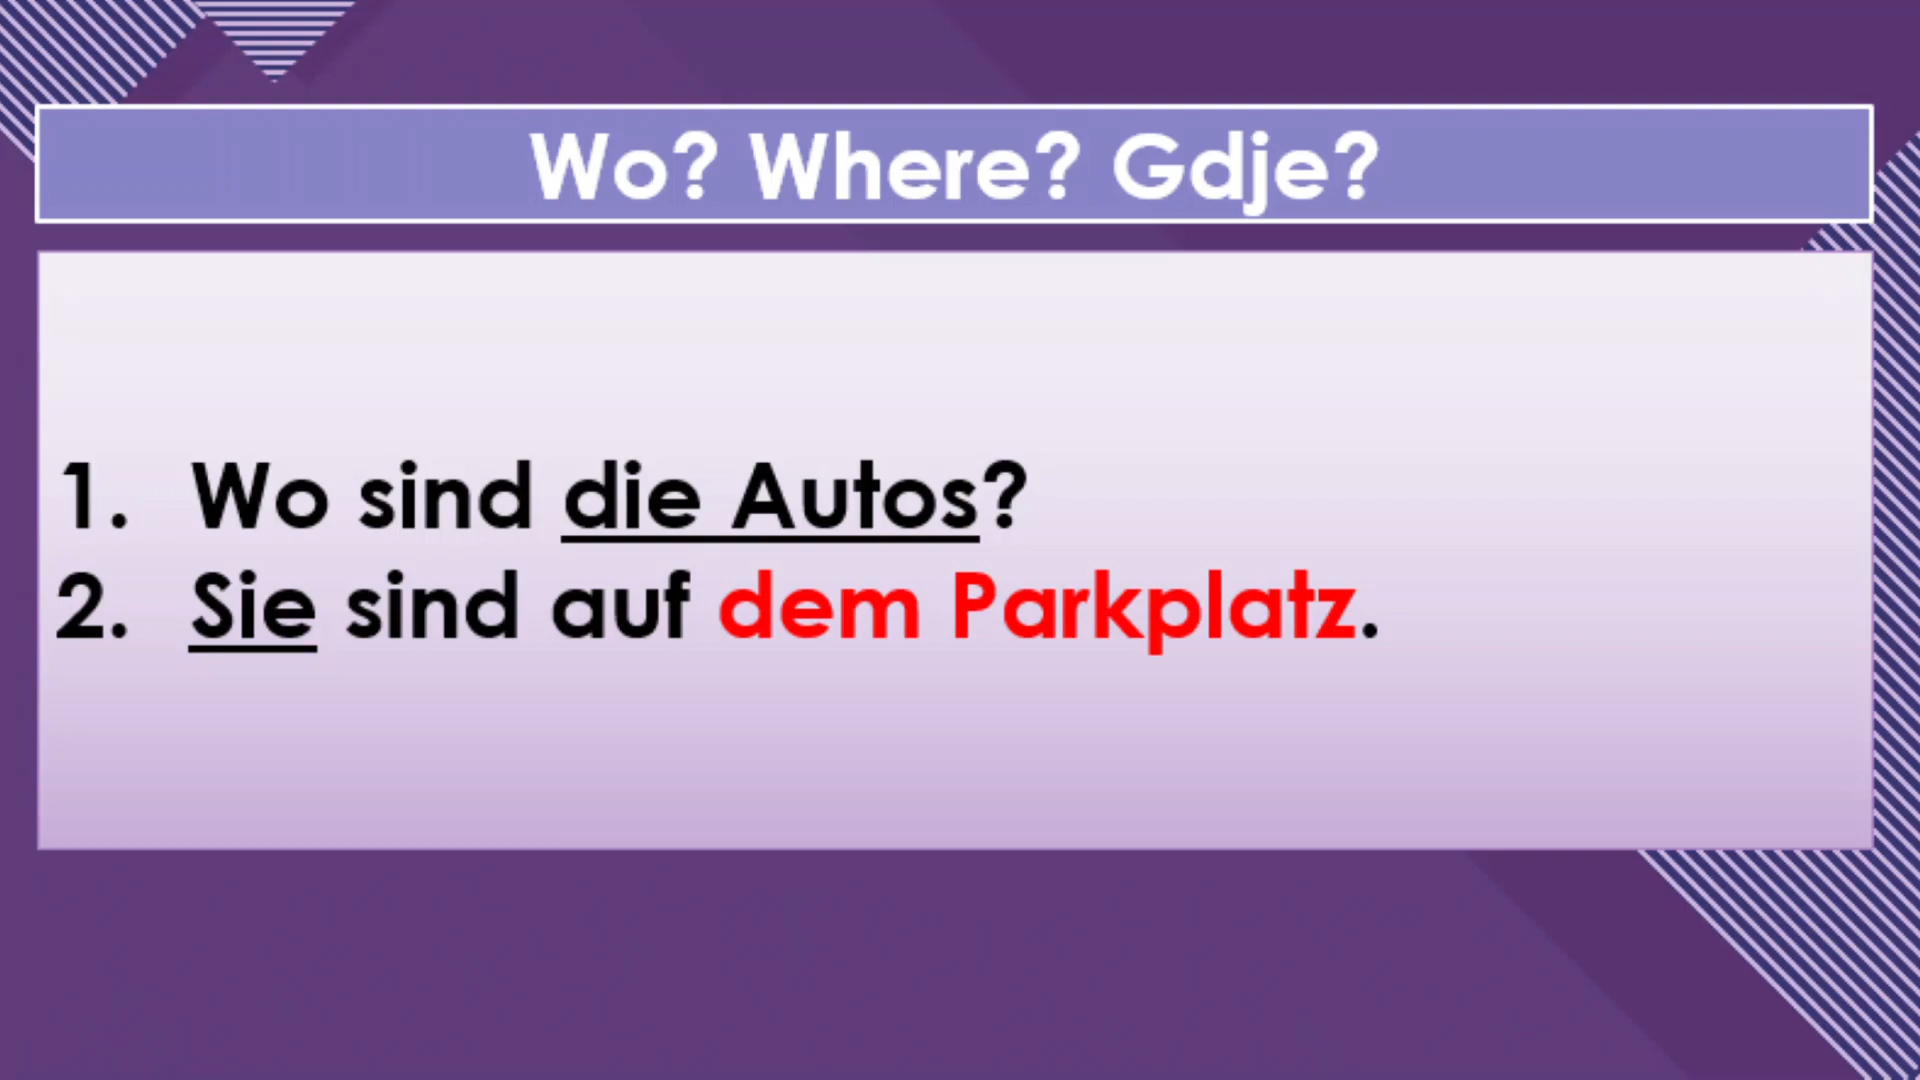 Wo? Where? Gdje?
1. Wo sind die Autos?
2. Sie sind auf dem Parkplatz.